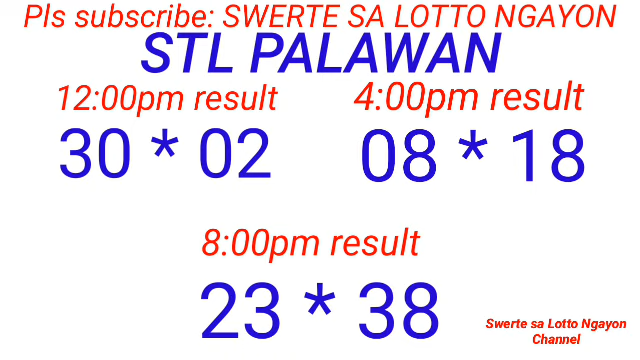 Pls subscribe: SWERTE SA LOTTO NGAYON
STL PALAWAN
12:00pm result
30 * 02
4:00pm result
08 * 18
8:00pm result
23 * 38
Swerte sa Lotto Ngayon
Channel